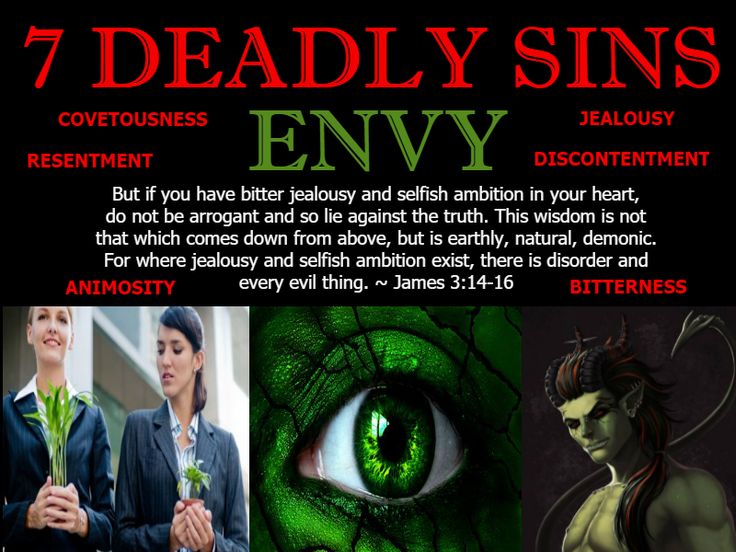 7 DEADLY SINS
COVETOUSNESS
ENVY
JEALOUSY
RESENTMENT
DISCONTENTMENT
But if you have bitter jealousy and selfish ambition in your heart,
do not be arrogant and so lie against the truth. This wisdom is not
that which comes down from above, but is earthly, natural, demonic.
For where jealousy and selfish ambition exist, there is disorder and
every evil thing. ~ James 3:14-16
ANIMOSITY
BITTERNESS